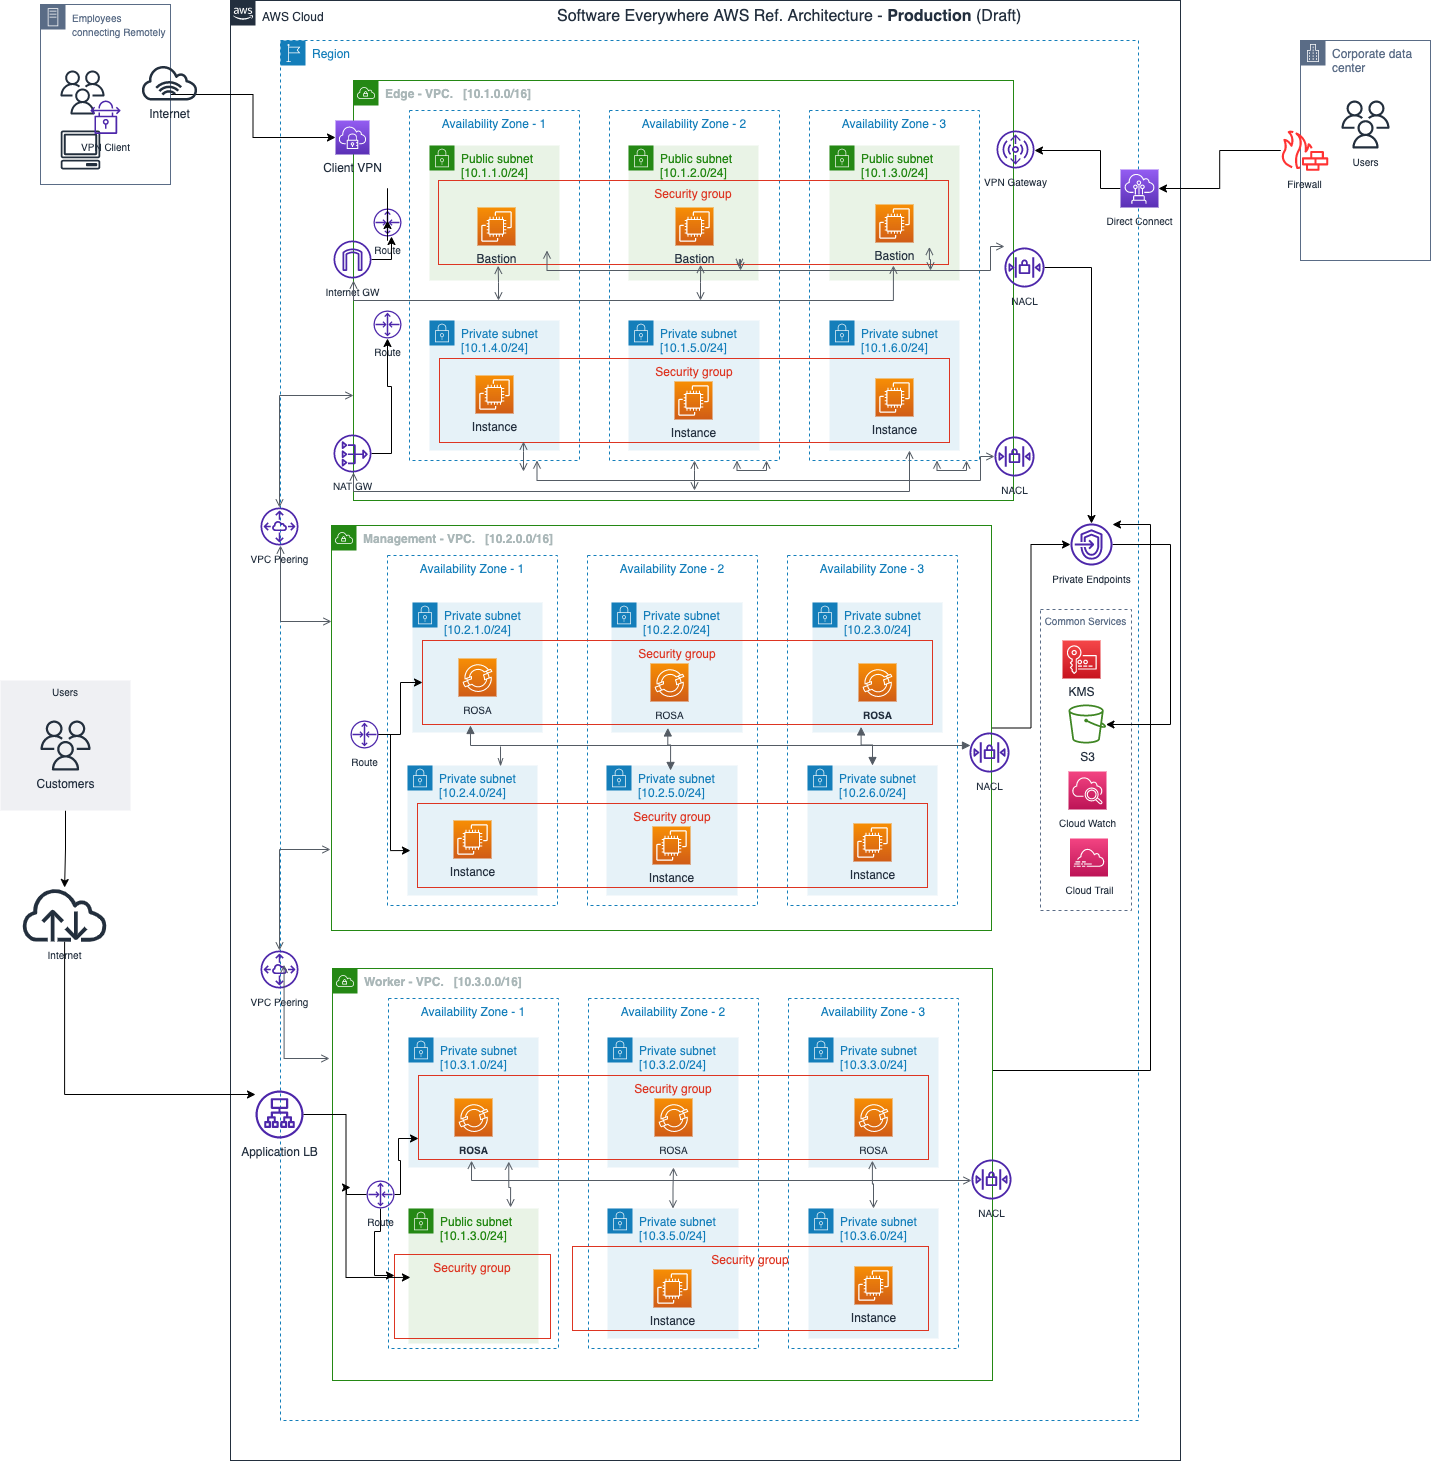 Employees
connecting Remotely
VPN Client
Internet
aws
AWS Cloud
Software Everywhere AWS Ref. Architecture - Production (Draft)
Region
Corporate data
center
Users
Firewall
Direct Connect
VPN Gateway
Client VPN
Edge - VPC. [10.1.0.0/16]
Availability Zone - 1
Availability Zone - 2
Availability Zone - 3
Public subnet
[10.1.1.0/24]
Public subnet
[10.1.2.0/24]
Public subnet
[10.1.3.0/24]
Security group
Bastion
Bastion
Bastion
Route
Internet GW
NACL
Route
Private subnet
[10.1.4.0/24]
Private subnet
[10.1.5.0/24]
Private subnet
[10.1.6.0/24]
Security group
Instance
Instance
Instance
NAT GW
NACL
VPC Peering
Management - VPC. [10.2.0.0/16]
Availability Zone - 1
Availability Zone - 2
Availability Zone - 3
Private Endpoints
Private subnet
[10.2.1.0/24]
Private subnet
[10.2.2.0/24]
Private subnet
[10.2.3.0/24]
Security group
ROSA
ROSA
ROSA
Common Services
KMS
S3
Cloud Watch
Cloud Trail
Route
NACL
Private subnet
[10.2.4.0/24]
Private subnet
[10.2.5.0/24]
Private subnet
[10.2.6.0/24]
Security group
Instance
Instance
Instance
Users
Customers
Internet
VPC Peering
Worker - VPC. [10.3.0.0/16]
Availability Zone - 1
Availability Zone - 2
Availability Zone - 3
Private subnet
[10.3.1.0/24]
Private subnet
[10.3.2.0/24]
Private subnet
[10.3.3.0/24]
Security group
ROSA
ROSA
ROSA
Application LB
Route
NACL
Public subnet
[10.1.3.0/24]
Private subnet
[10.3.5.0/24]
Private subnet
[10.3.6.0/24]
Security group
Security group
Instance
Instance